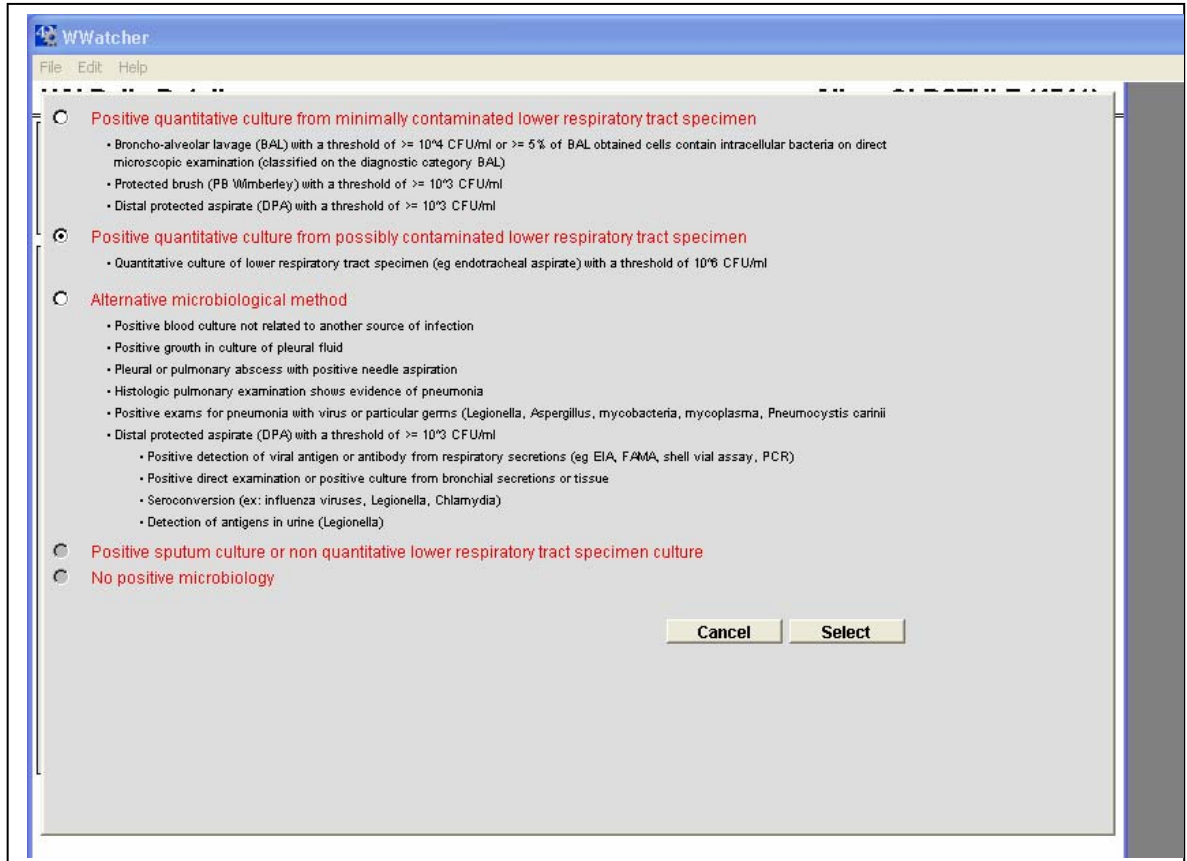 WWatcher
File Edit Help
Positive quantitative culture from minimally contaminated lower respiratory tract specimen
• Broncho-alveolar lavage (BAL) with a threshold of >= 10^4 CFU/ml or >= 5% of BAL obtained cells contain intracellular bacteria on direct
microscopic examination (classified on the diagnostic category BAL)
• Protected brush (PB Wimberley) with a threshold of >= 10^3 CFU/ml
• Distal protected aspirate (DPA) with a threshold of >= 10^3 CFU/ml
Positive quantitative culture from possibly contaminated lower respiratory tract specimen
• Quantitative culture of lower respiratory tract specimen (eg endotracheal aspirate) with a threshold of 10^6 CFU/ml
Alternative microbiological method
• Positive blood culture not related to another source of infection
• Positive growth in culture of pleural fluid
• Pleural or pulmonary abscess with positive needle aspiration
• Histologic pulmonary examination shows evidence of pneumonia
• Positive exams for pneumonia with virus or particular germs (Legionella, Aspergillus, mycobacteria, mycoplasma, Pneumocystis carinii
• Distal protected aspirate (DPA) with a threshold of >= 10^3 CFU/ml
• Positive detection of viral antigen or antibody from respiratory secretions (eg EIA, FAMA, shell vial assay, PCR)
• Positive direct examination or positive culture from bronchial secretions or tissue
• Seroconversion (ex: influenza viruses, Legionella, Chlamydia)
• Detection of antigens in urine (Legionella)
Positive sputum culture or non quantitative lower respiratory tract specimen culture
No positive microbiology
Cancel Select